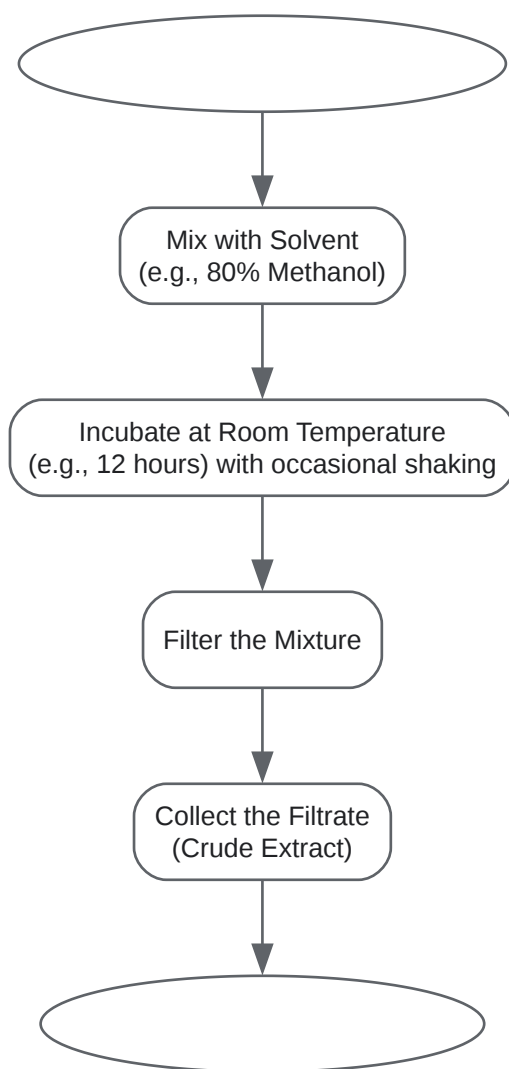 Mix with Solvent
(e.g., 80% Methanol)
Incubate at Room Temperature
(e.g., 12 hours) with occasional shaking
Filter the Mixture
Collect the Filtrate
(Crude Extract)